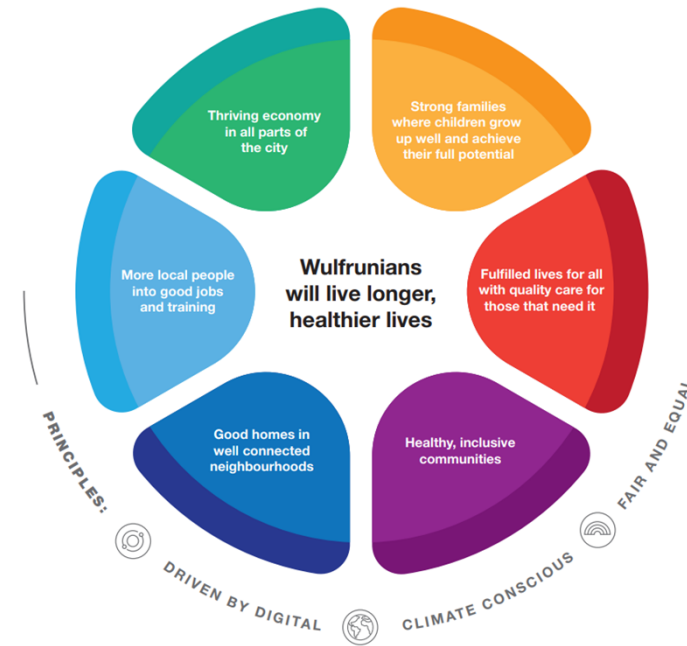 Thriving economy
in all parts of
the city
Strong families
where children grow
up well and achieve
their full potential
More local people
into good jobs
and training
Wulfrunians
will live longer,
healthier lives
Fulfilled lives for all
with quality care for
those that need it
Good homes in
well connected
neighbourhoods
Healthy, inclusive
communities
PRINCIPLES:
DRIVEN BY DIGITAL
CLIMATE CONSCIOUS
FAIR AND EQUAL